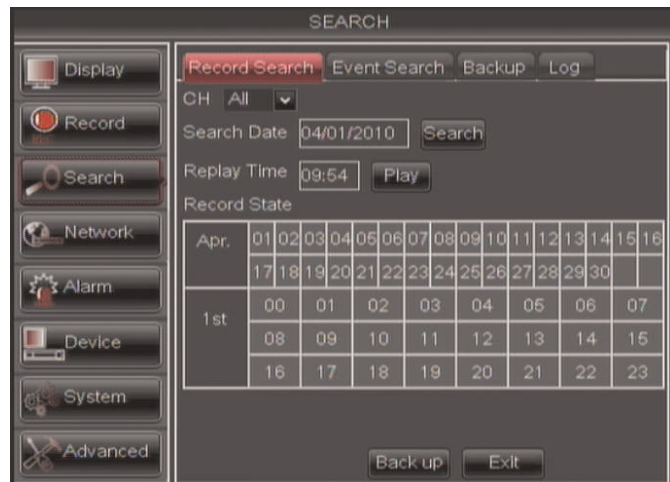 SEARCH
Display
Record
Search
Network
Alarm
Device
System
Advanced
Record Search Event Search Backup Log
CH All
Search Date 04/01/2010 Search
Replay Time 09:54 Play
Record State
Apr. 01 02 03 04 05 06 07 08 09 10 11 12 13 14 15 16
17 18 19 20 21 22 23 24 25 26 27 28 29 30
1st 00 01 02 03 04 05 06 07
08 09 10 11 12 13 14 15
16 17 18 19 20 21 22 23
Back up Exit